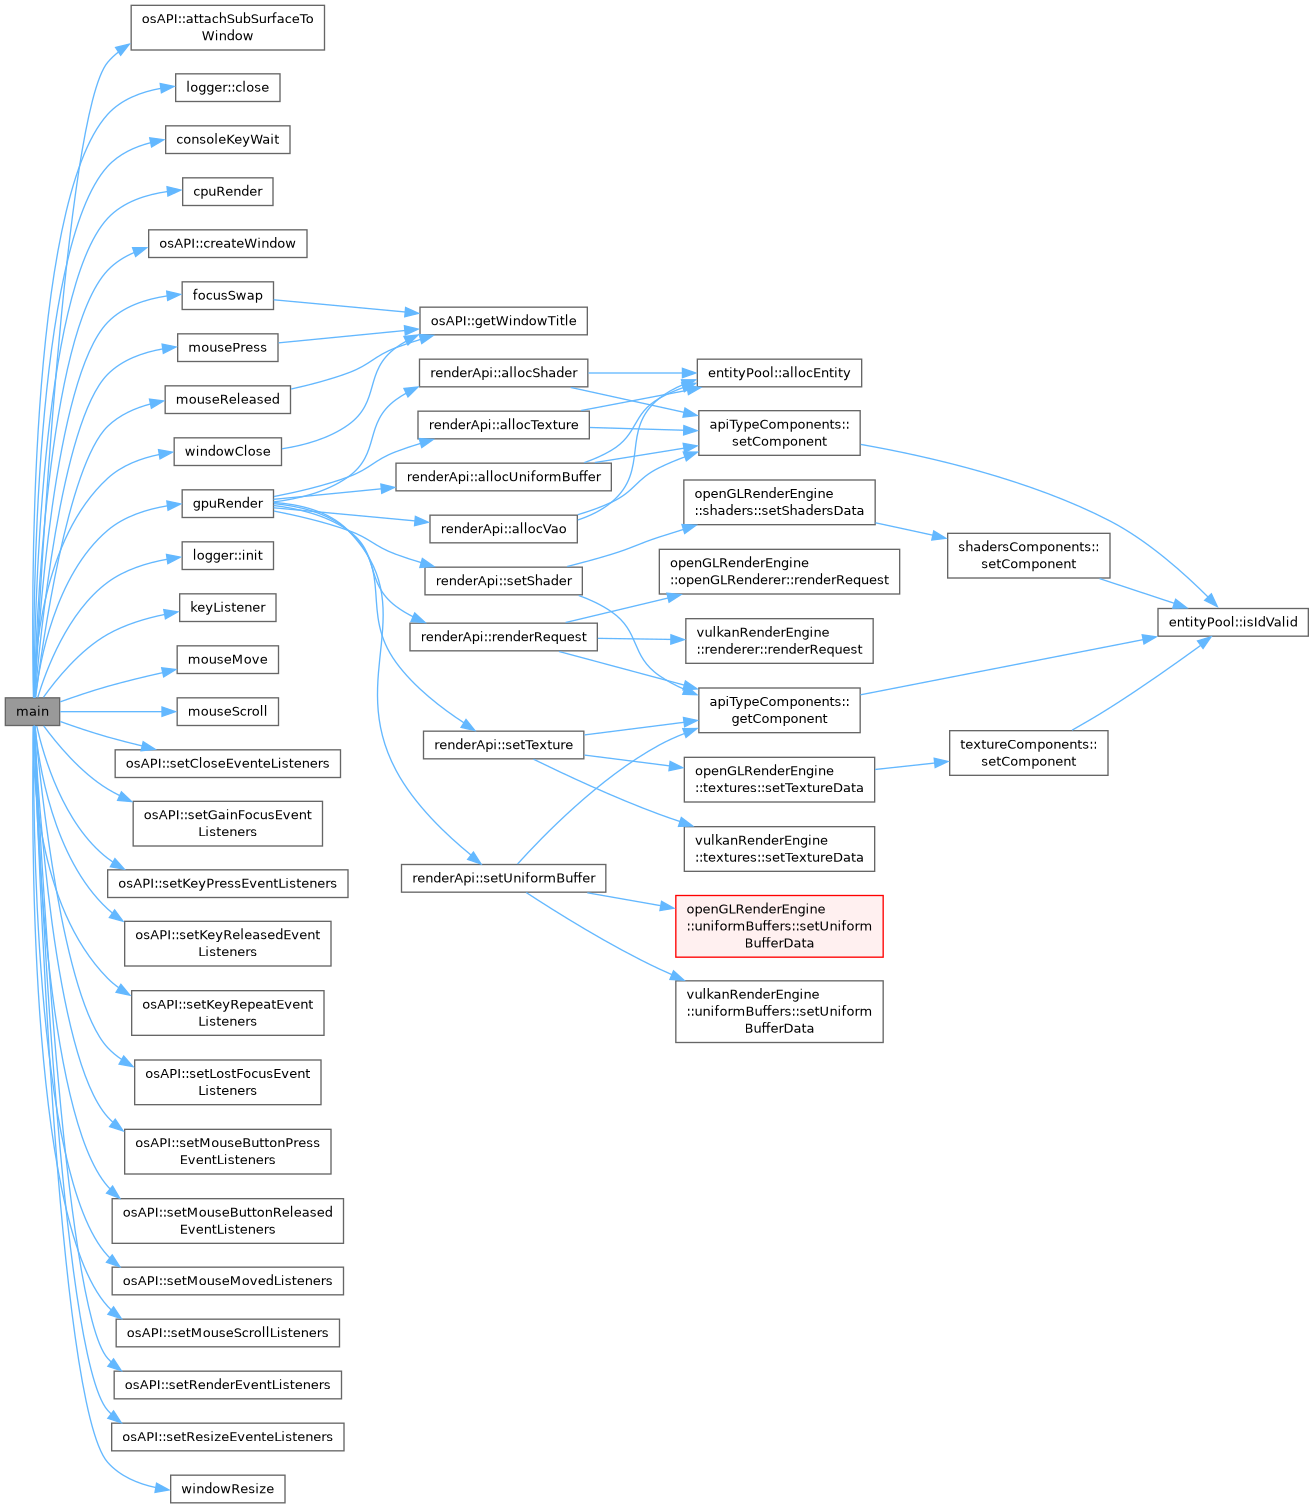 main
osAPI::attachSubSurfaceTo
Window
logger::close
consoleKeyWait
cpuRender
osAPI::createWindow
focusSwap
mousePress
mouseReleased
windowClose
gpuRender
logger::init
keyListener
mouseMove
mouseScroll
osAPI::setCloseEventeListeners
osAPI::setGainFocusEvent
Listeners
osAPI::setKeyPressEventListeners
osAPI::setKeyReleasedEvent
Listeners
osAPI::setKeyRepeatEvent
Listeners
osAPI::setLostFocusEvent
Listeners
osAPI::setMouseButtonPress
EventListeners
osAPI::setMouseButtonReleased
EventListeners
osAPI::setMouseMovedListeners
osAPI::setMouseScrollListeners
osAPI::setRenderEventListeners
osAPI::setResizeEventeListeners
windowResize
osAPI::getWindowTitle
renderApi::allocShader
renderApi::allocTexture
renderApi::allocUniformBuffer
renderApi::allocVao
renderApi::setShader
renderApi::renderRequest
renderApi::setTexture
renderApi::setUniformBuffer
entityPool::allocEntity
apiTypeComponents::
setComponent
openGLRenderEngine
::shaders::setShadersData
openGLRenderEngine
::openGLRenderer::renderRequest
vulkanRenderEngine
::renderer::renderRequest
apiTypeComponents::
getComponent
openGLRenderEngine
::textures::setTextureData
vulkanRenderEngine
::textures::setTextureData
openGLRenderEngine
::uniformBuffers::setUniform
BufferData
vulkanRenderEngine
::uniformBuffers::setUniform
BufferData
shadersComponents::
setComponent
textureComponents::
setComponent
entityPool::isIdValid